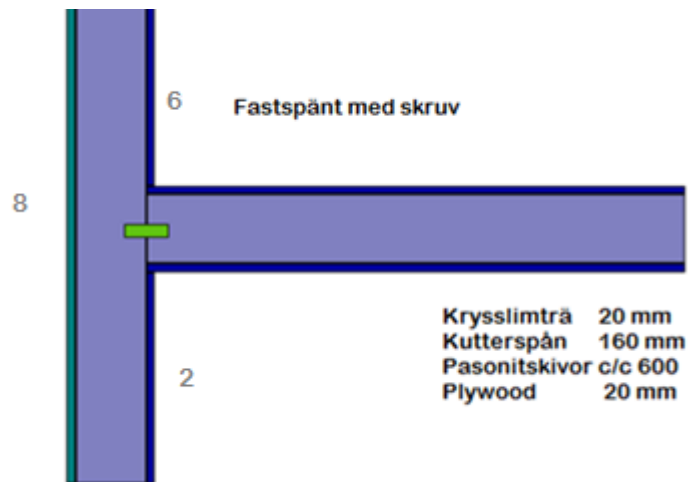 6
Fastspänt med skruv
8
Krysslimträ 20 mm
Kutterspån 160 mm
Pasonitskivor c/c 600
Plywood 20 mm
2